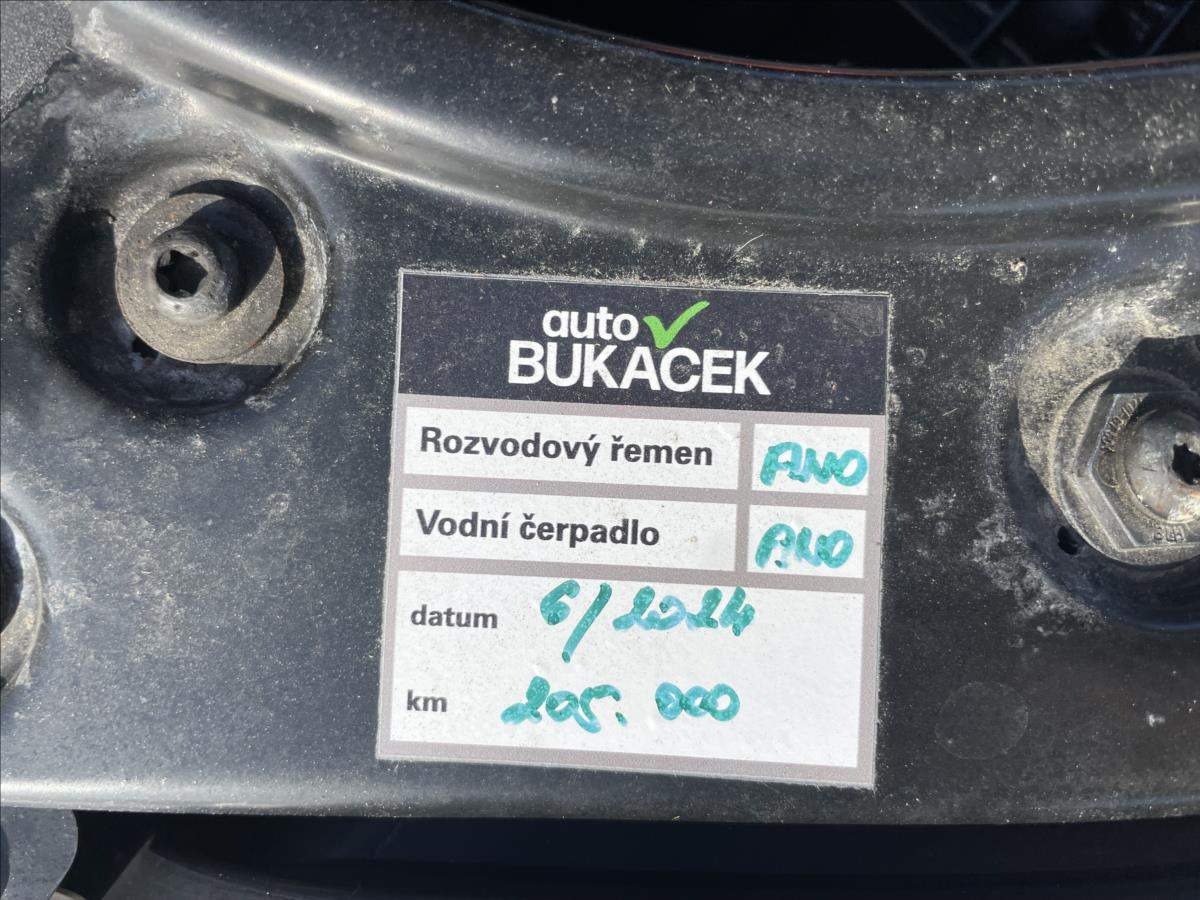 auto
BUKACEK
Rozvodový řemen ANO
Vodní čerpadlo ANO
datum 6/2024
km 205.000